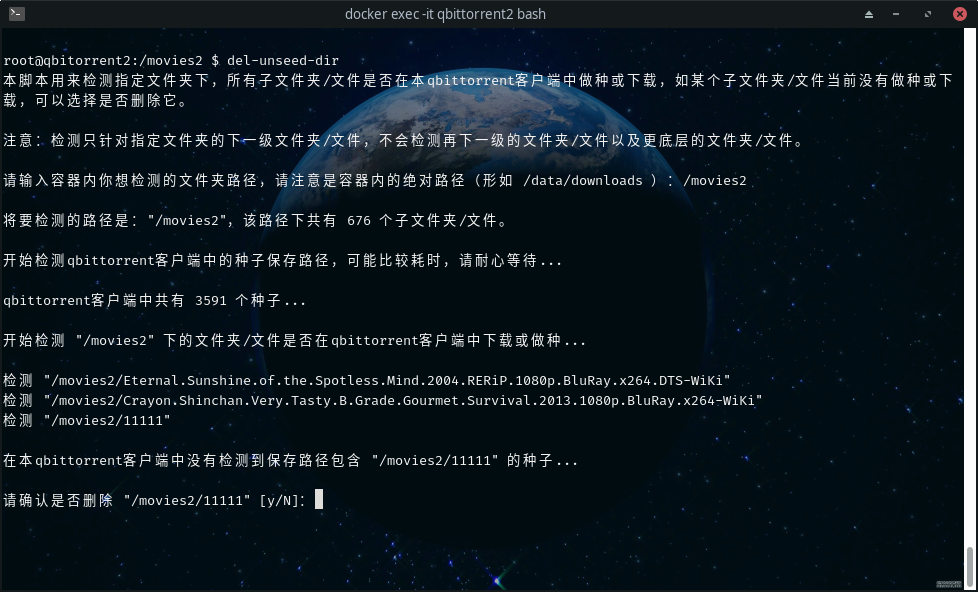 docker exec -it qbittorrent2 bash
root@qbitorrent2:/movies2 $ del-unseed-dir
本脚本用来检测指定文件夹下，所有子文件夹/文件是否在本qbittorrent客户端中做种或下载，如某个子文件夹/文件当前没有做种或下
载，可以选择是否删除它。
注意：检测只针对指定文件夹的下一级文件夹/文件，不会检测再下一级的文件夹/文件以及更底层的文件夹/文件。
请输入容器内你想检测的文件夹路径，请注意是容器内的绝对路径（形如 /data/downloads ）：/movies2
将要检测的路径是："/movies2"，该路径下共有 676 个子文件夹/文件。
开始检测qbittorrent客户端中的种子保存路径，可能比较耗时，请耐心等待...
qbittorrent客户端中共有 3591 个种子...
开始检测 "/movies2" 下的文件夹/文件是否在qbittorrent客户端中下载或做种...
检测 "/movies2/Eternal.Sunshine.of.the.Spotless.Mind.2004.RERiP.1080p.BluRay.x264.DTS-WiKi"
检测 "/movies2/Crayon.Shinchan.Very.Tasty.B.Grade.Gourmet.Survival.2013.1080p.BluRay.x264-WiKi"
检测 "/movies2/11111"
在本qbittorrent客户端中没有检测到保存路径包含 "/movies2/11111" 的种子...
请确认是否删除 "/movies2/11111" [y/N]：